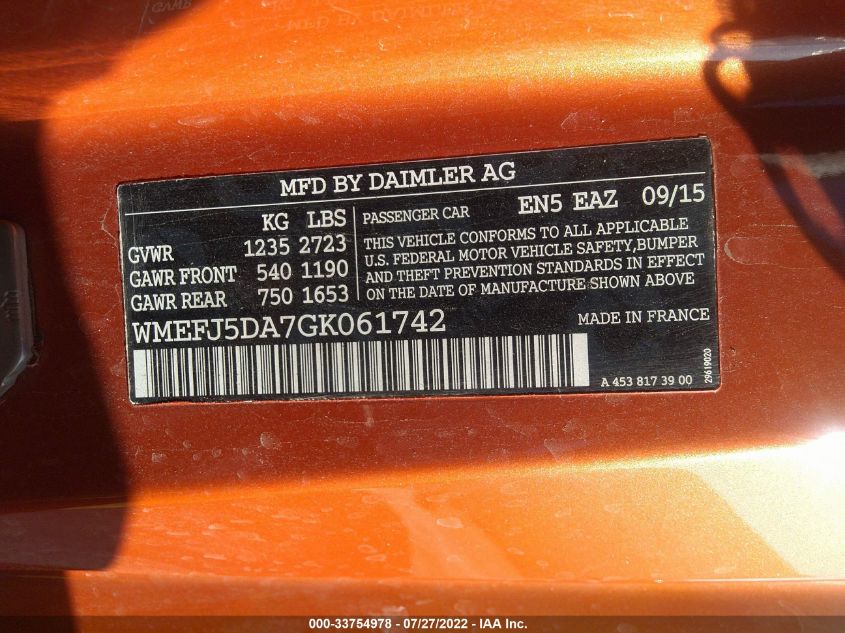 MFD BY DAIMLER AG
KG LBS
GVWR 1235 2723
GAWR FRONT 540 1190
GAWR REAR 750 1653
PASSENGER CAR EN5 EAZ 09/15
THIS VEHICLE CONFORMS TO ALL APPLICABLE
U.S. FEDERAL MOTOR VEHICLE SAFETY,BUMPER
AND THEFT PREVENTION STANDARDS IN EFFECT
ON THE DATE OF MANUFACTURE SHOWN ABOVE
WMEFJ5DA7GK061742
MADE IN FRANCE
A 453 817 39 00
29619020
000-33754978 - 07/27/2022 - IAA Inc.